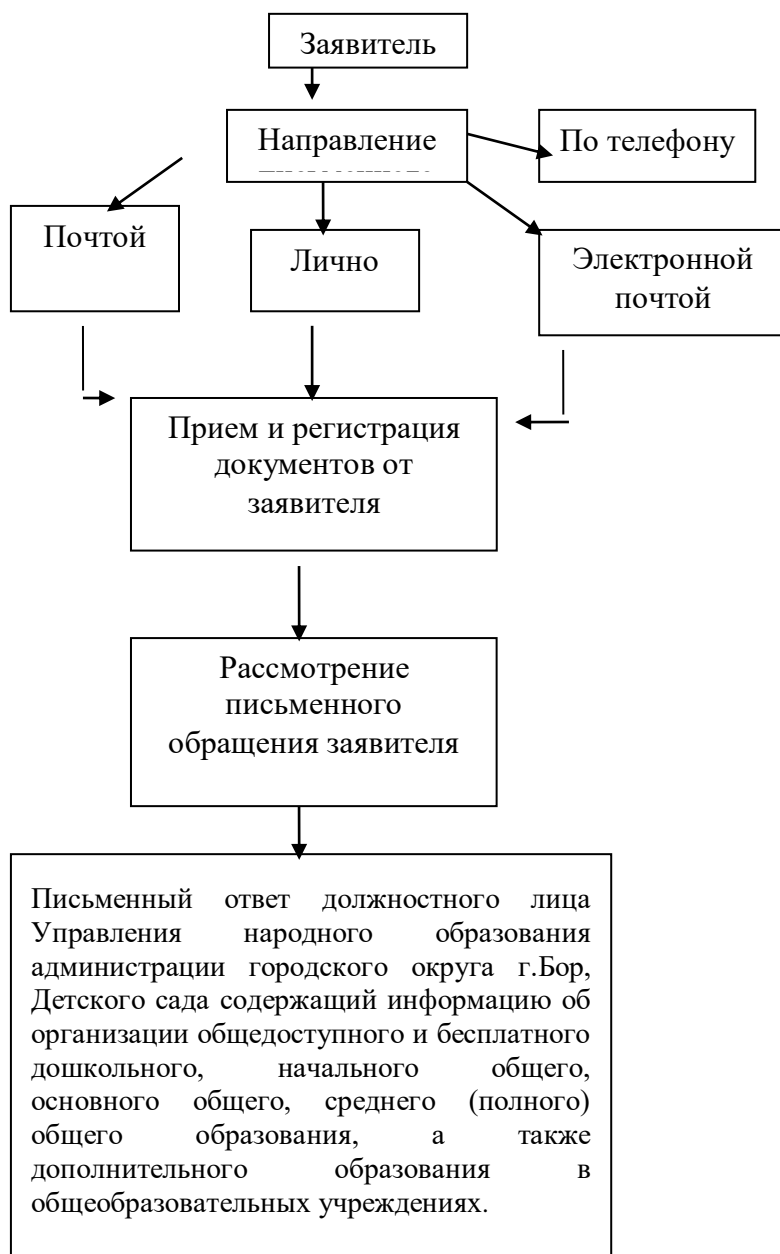 Заявитель
Направление
По телефону
Почтой
Лично
Электронной
почтой
Прием и регистрация
документов от
заявителя
Рассмотрение
письменного
обращения заявителя
Письменный ответ должностного лица
Управления народного образования
администрации городского округа г.Бор,
Детского сада содержащий информацию об
организации общедоступного и бесплатного
дошкольного, начального общего,
основного общего, среднего (полного)
общего образования, а также
дополнительного образования в
общеобразовательных учреждениях.